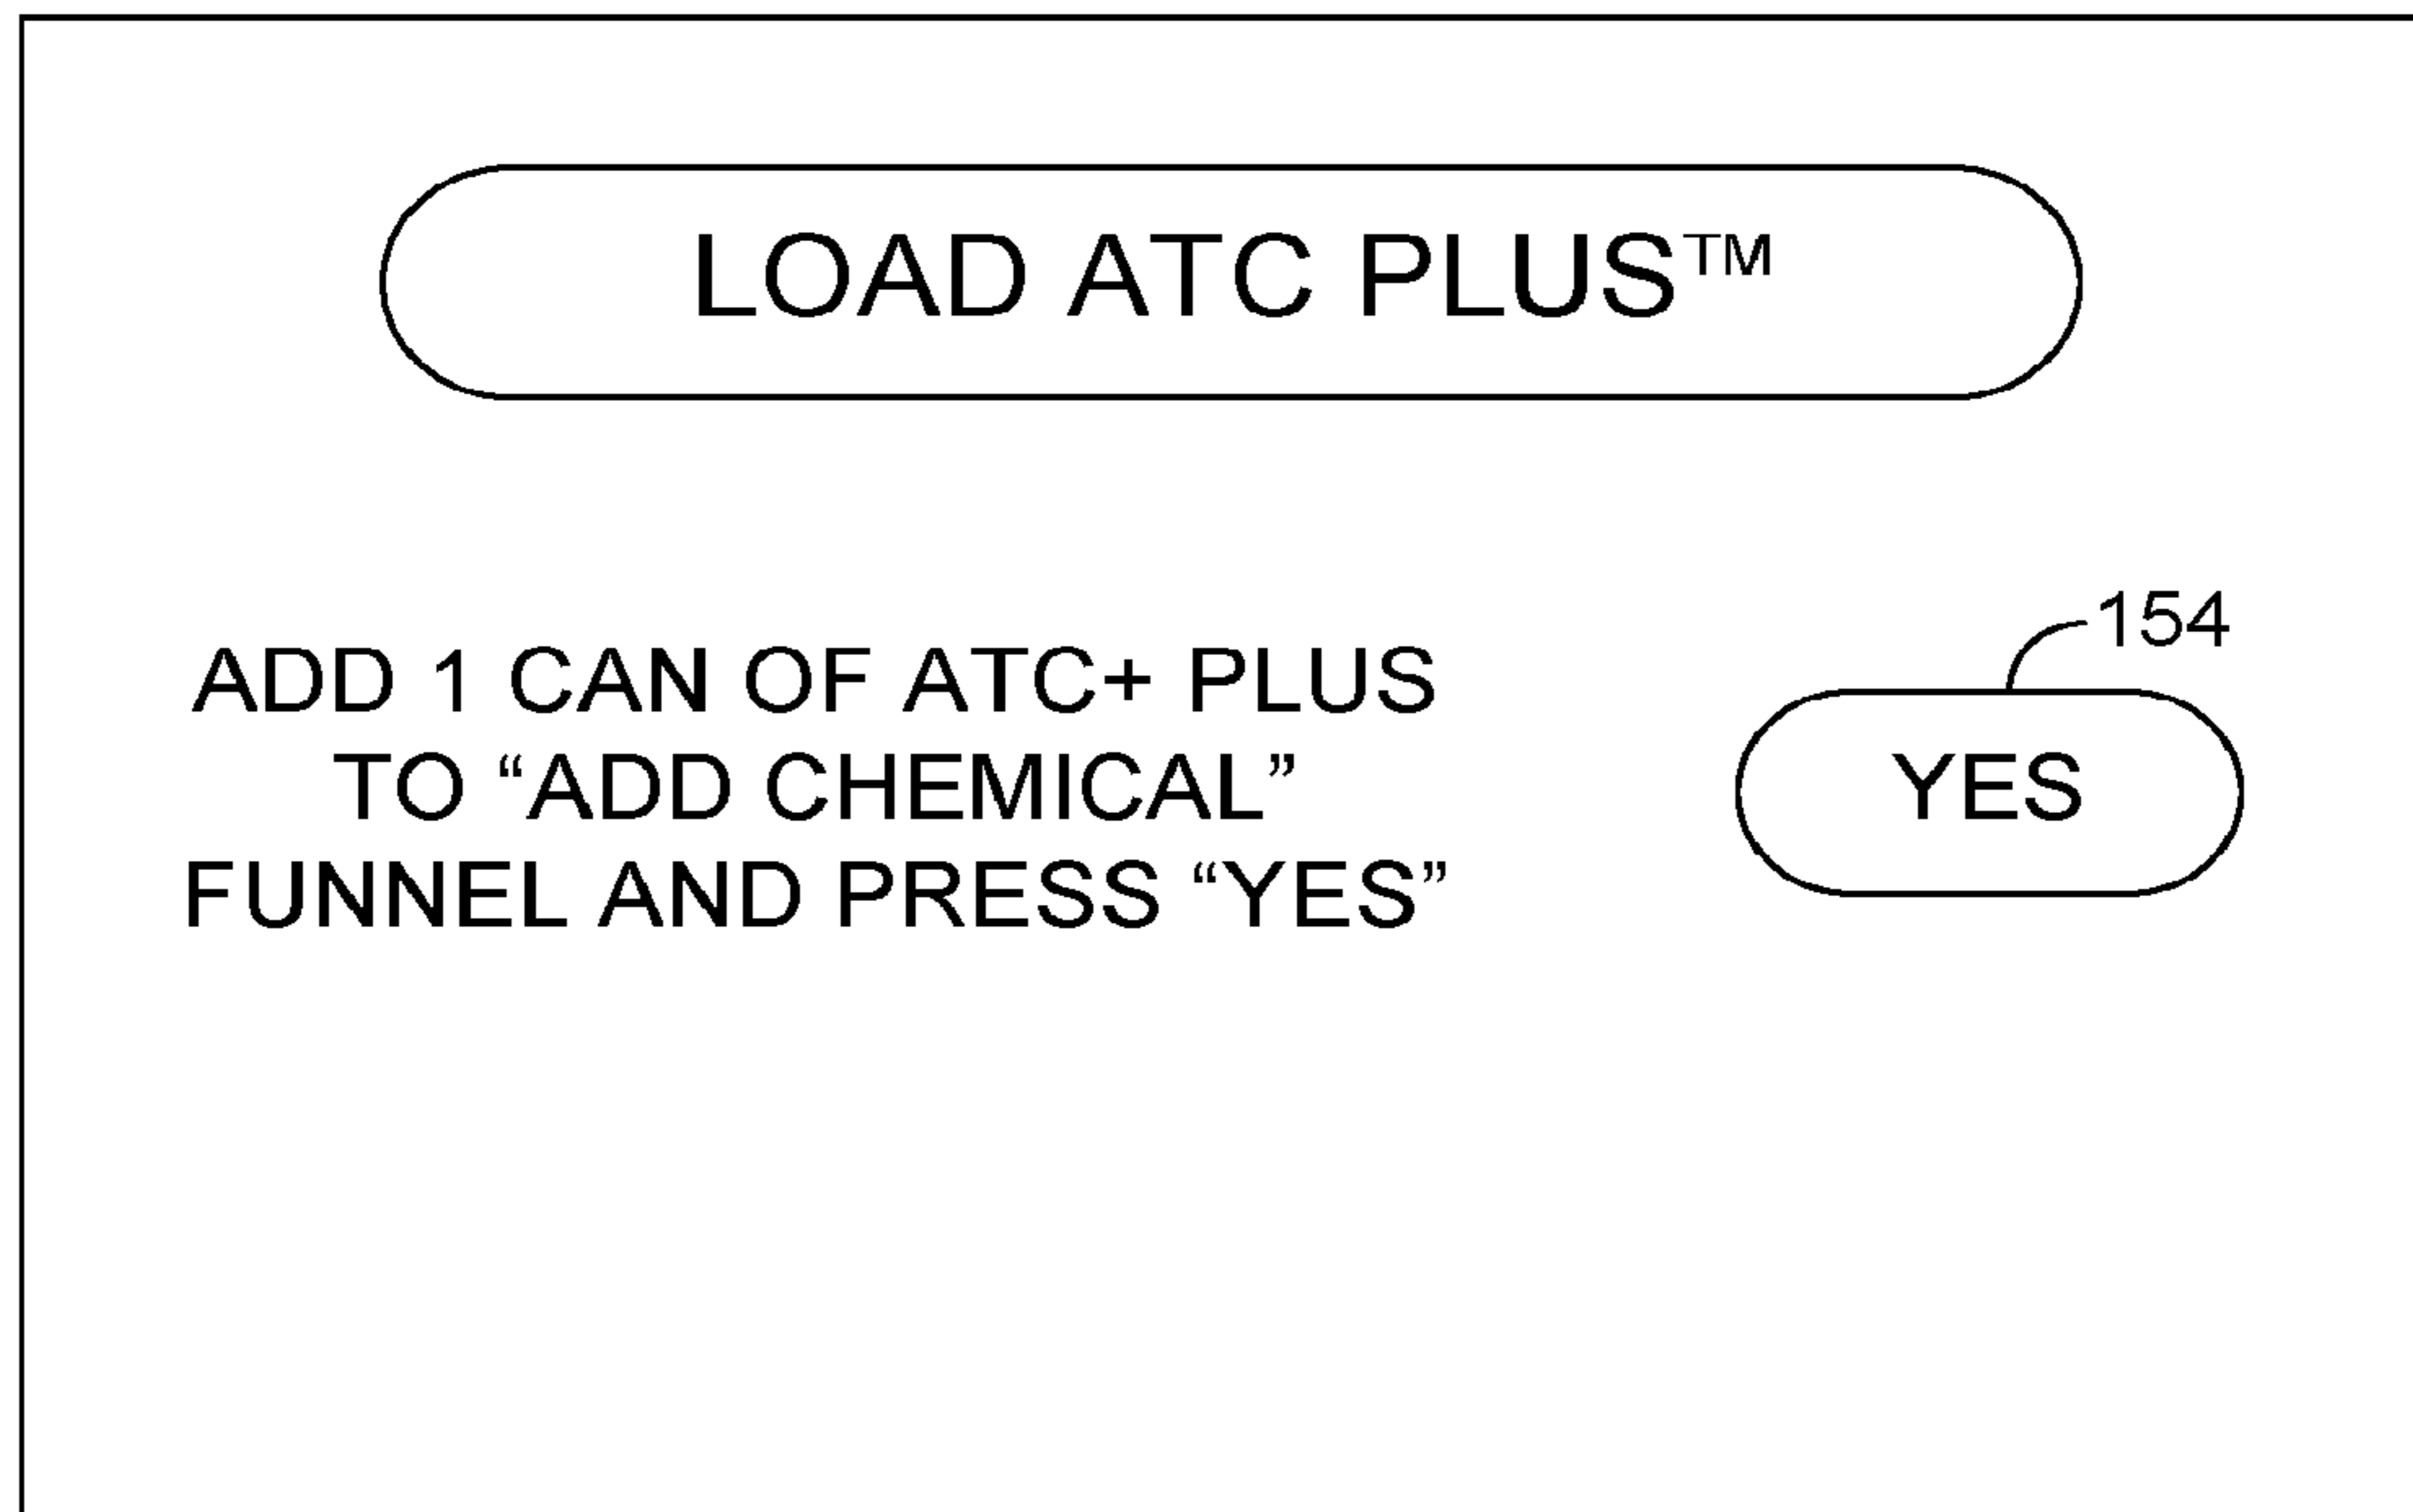 LOAD ATC PLUS™
154
ADD 1 CAN OF ATC+ PLUS
TO “ADD CHEMICAL”
FUNNEL AND PRESS “YES”
YES